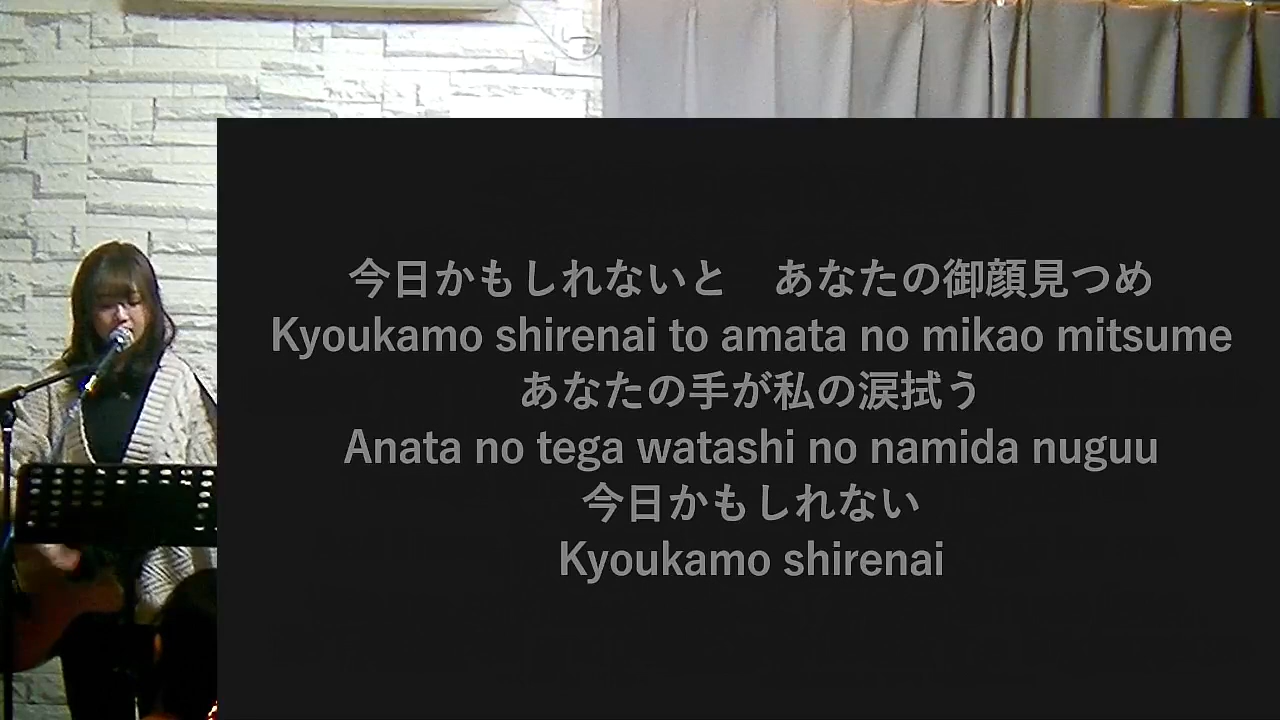 今日かもしれないと　あなたの御顔見つめ
Kyoukamo shirenai to amata no mikao mitsume
あなたの手が私の涙拭う
Anata no tega watashi no namida nuguu
今日かもしれない
Kyoukamo shirenai